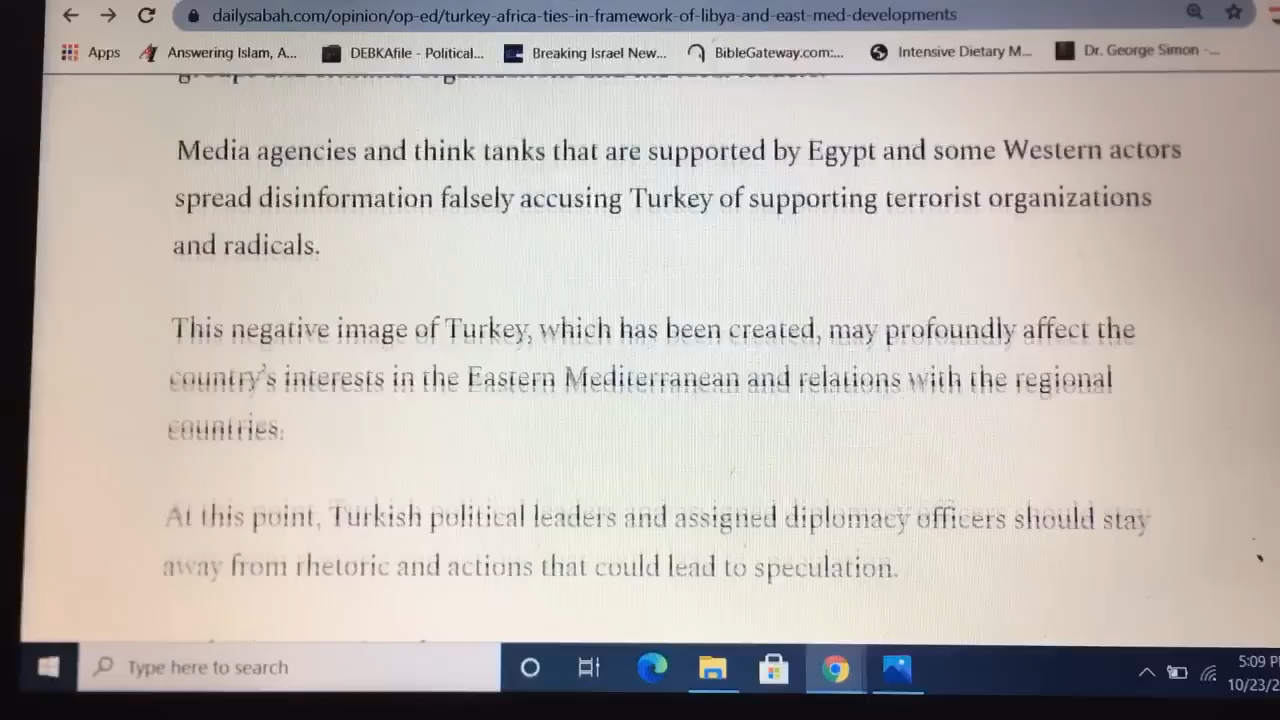 dailysabah.com/opinion/op-ed/turkey-africa-ties-in-framework-of-libya-and-east-med-developments
Apps Answering Islam, A... DEBKAfile - Political... Breaking Israel New... BibleGateway.com:... Intensive Dietary M... Dr. George Simon -...
Media agencies and think tanks that are supported by Egypt and some Western actors
spread disinformation falsely accusing Turkey of supporting terrorist organizations
and radicals.
This negative image of Turkey, which has been created, may profoundly affect the
country's interests in the Eastern Mediterranean and relations with the regional
countries.
At this point, Turkish political leaders and assigned diplomacy officers should stay
away from rhetoric and actions that could lead to speculation.
Type here to search
5:09 P
10/23/2